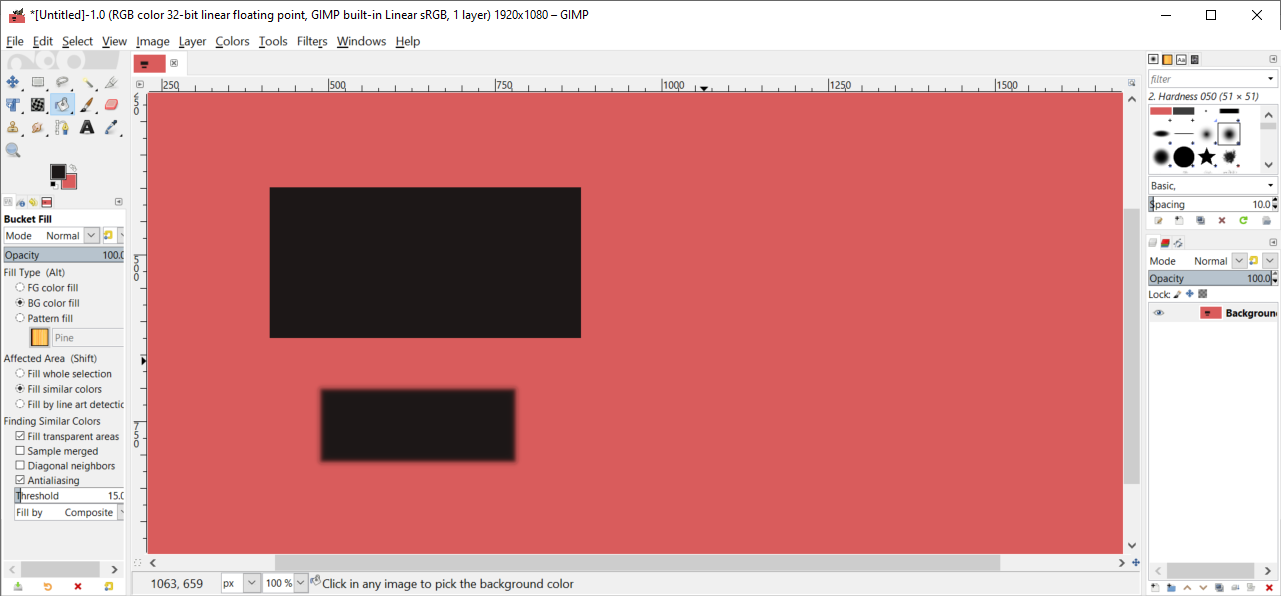 *[Untitled]-1.0 (RGB color 32-bit linear floating point, GIMP built-in Linear sRGB, 1 layer) 1920x1080 – GIMP
File Edit Select View Image Layer Colors Tools Filters Windows Help
250 500 750 1000 1250 1500
500
750
Bucket Fill
Mode Normal
Opacity 100.0
Fill Type (Alt)
FG color fill
BG color fill
Pattern fill
Pine
Affected Area (Shift)
Fill whole selection
Fill similar colors
Fill by line art detectio
Finding Similar Colors
Fill transparent areas
Sample merged
Diagonal neighbors
Antialiasing
Threshold 15.0
Fill by Composite
1063, 659 px 100 % Click in any image to pick the background color
Aa
filter
2. Hardness 050 (51 × 51)
Basic,
Spacing 10.0
Mode Normal
Opacity 100.0
Lock:
Backgroun